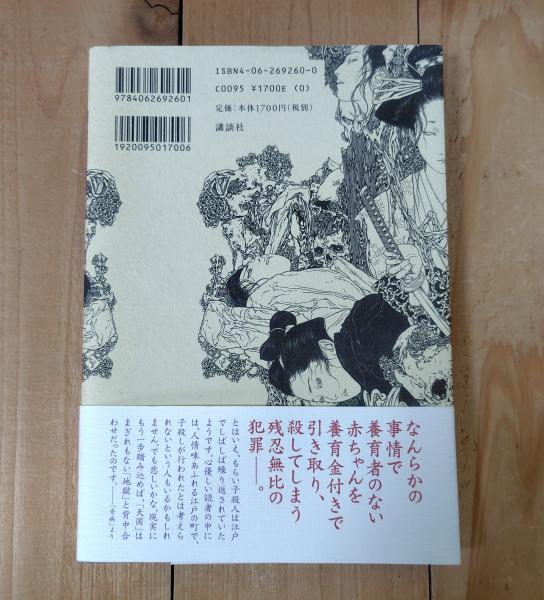 9784062692601
1920095017006
ISBN4-06-269260-0
C0095 ¥1700E (0)
定価:本体1700円(税別)
講談社
なんらかの
事情で
養育者のない
赤ちゃんを
養育金付きで
引き取り、
殺してしまう
残忍無比の
犯罪――。
とはいえ、もらい子殺人は江戸
でしばしば繰り返されていた
ようです。心優しい読者の中に
は、人情味あふれる江戸の町で、
子殺しが行われたとは考えら
れないという人もいるかもしれ
ません。でも悲しいかな、現実に
もう一歩踏み込めば、「天国」は
まぎれもない「地獄」と背中合
わせだったのです。
より